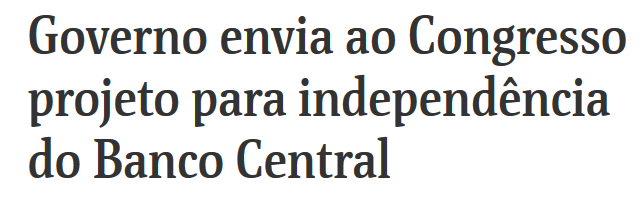 Governo envia ao Congresso
projeto para independência
do Banco Central